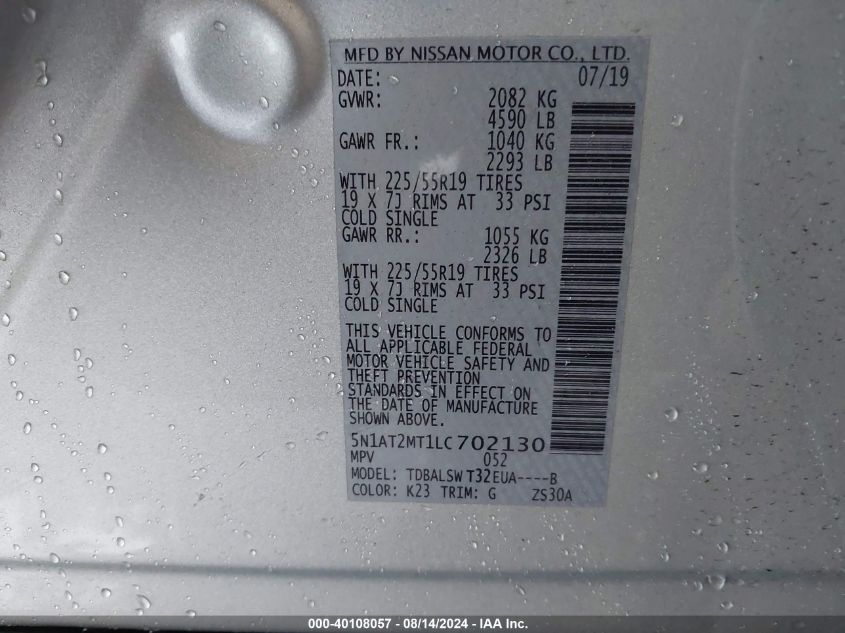 MFD BY NISSAN MOTOR CO., LTD.
DATE: 07/19
GVWR: 2082 KG
4590 LB
GAWR FR.: 1040 KG
2293 LB
WITH 225/55R19 TIRES
19 X 7J RIMS AT 33 PSI
COLD SINGLE
GAWR RR.: 1055 KG
2326 LB
WITH 225/55R19 TIRES
19 X 7J RIMS AT 33 PSI
COLD SINGLE
THIS VEHICLE CONFORMS TO
ALL APPLICABLE FEDERAL
MOTOR VEHICLE SAFETY AND
THEFT PREVENTION
STANDARDS IN EFFECT ON
THE DATE OF MANUFACTURE
SHOWN ABOVE.
5N1AT2MT1LC702130
MPV 052
MODEL: TDBALSW T32EUA----B
COLOR: K23 TRIM: G ZS30A
000-40108057 - 08/14/2024 - IAA Inc.